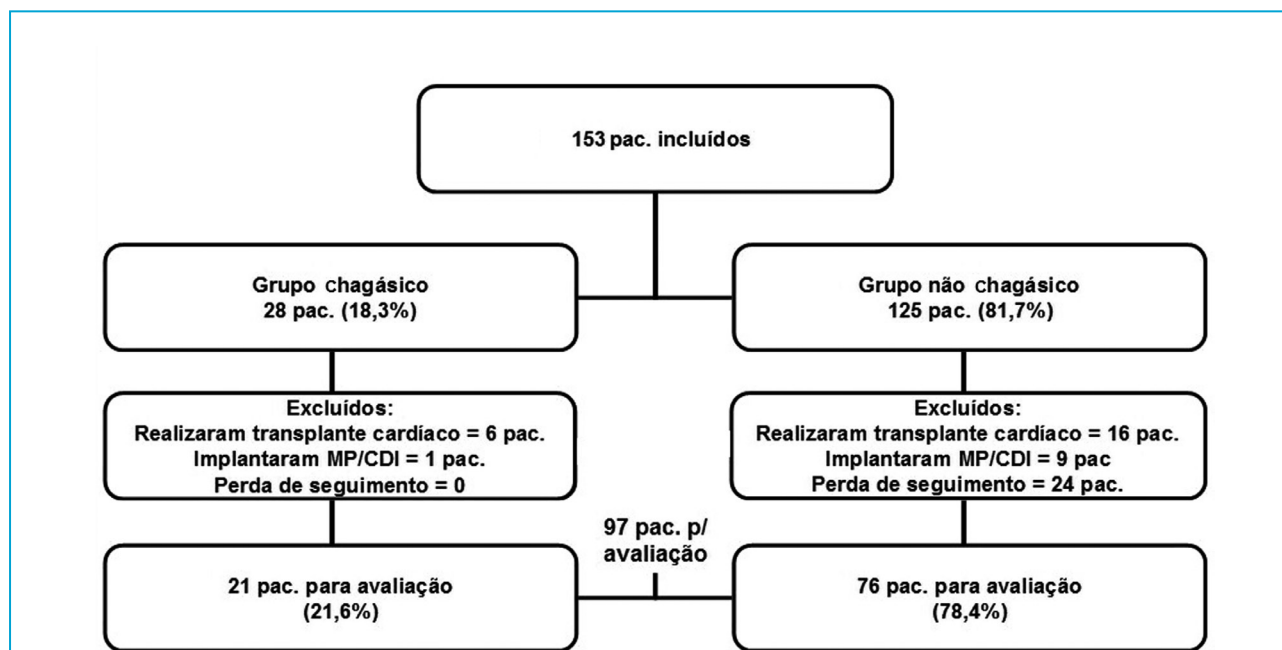 153 pac. incluídos
Grupo chagásico
28 pac. (18,3%)
Grupo não chagásico
125 pac. (81,7%)
Excluídos:
Realizaram transplante cardíaco = 6 pac.
Implantaram MP/CDI = 1 pac.
Perda de seguimento = 0
Excluídos:
Realizaram transplante cardíaco = 16 pac.
Implantaram MP/CDI = 9 pac
Perda de seguimento = 24 pac.
97 pac. p/
avaliação
21 pac. para avaliação
(21,6%)
76 pac. para avaliação
(78,4%)